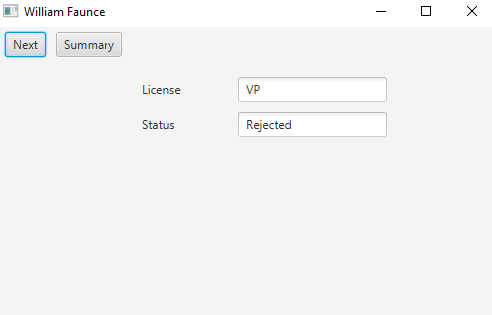 William Faunce
Next Summary
License VP
Status Rejected